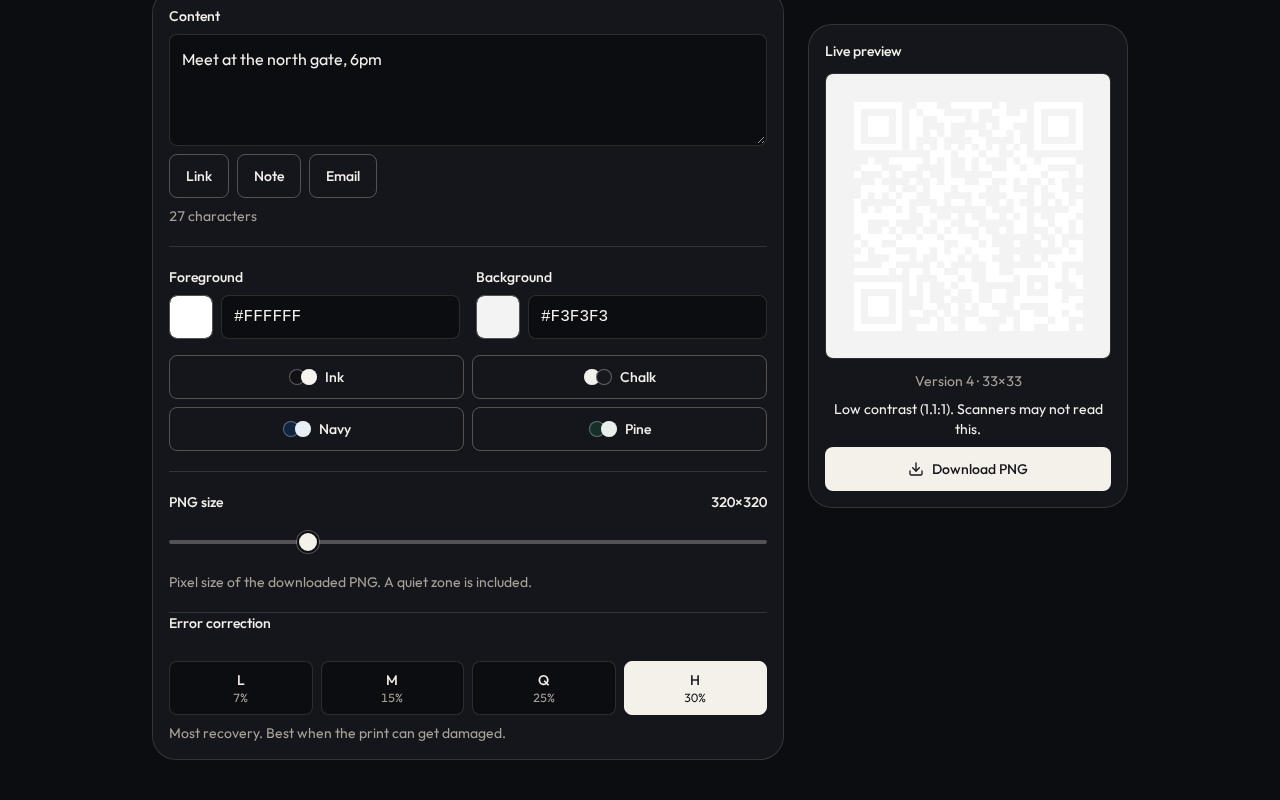 Content
Meet at the north gate, 6pm
Link
Note
Email
27 characters
Foreground
Background
#FFFFFF
#F3F3F3
Ink
Chalk
Navy
Pine
PNG size
320×320
Pixel size of the downloaded PNG. A quiet zone is included.
Error correction
L
7%
M
15%
Q
25%
H
30%
Most recovery. Best when the print can get damaged.
Live preview
Version 4 · 33×33
Low contrast (1.1:1). Scanners may not read
this.
Download PNG